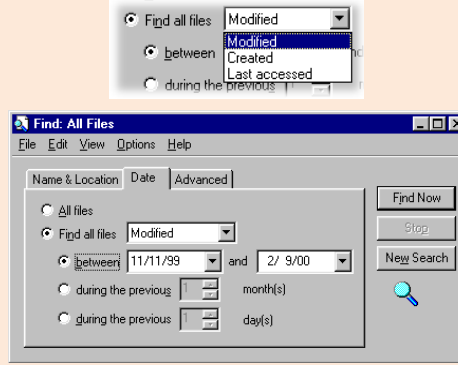 Find all files Modified
Modified
between Created
Last accessed
during the previous 1
Find: All Files
File Edit View Options Help
Name & Location Date Advanced
All files
Find all files Modified
between 11/11/99 and 2/ 9/00
during the previous 1 month(s)
during the previous 1 day(s)
Find Now
Stop
New Search